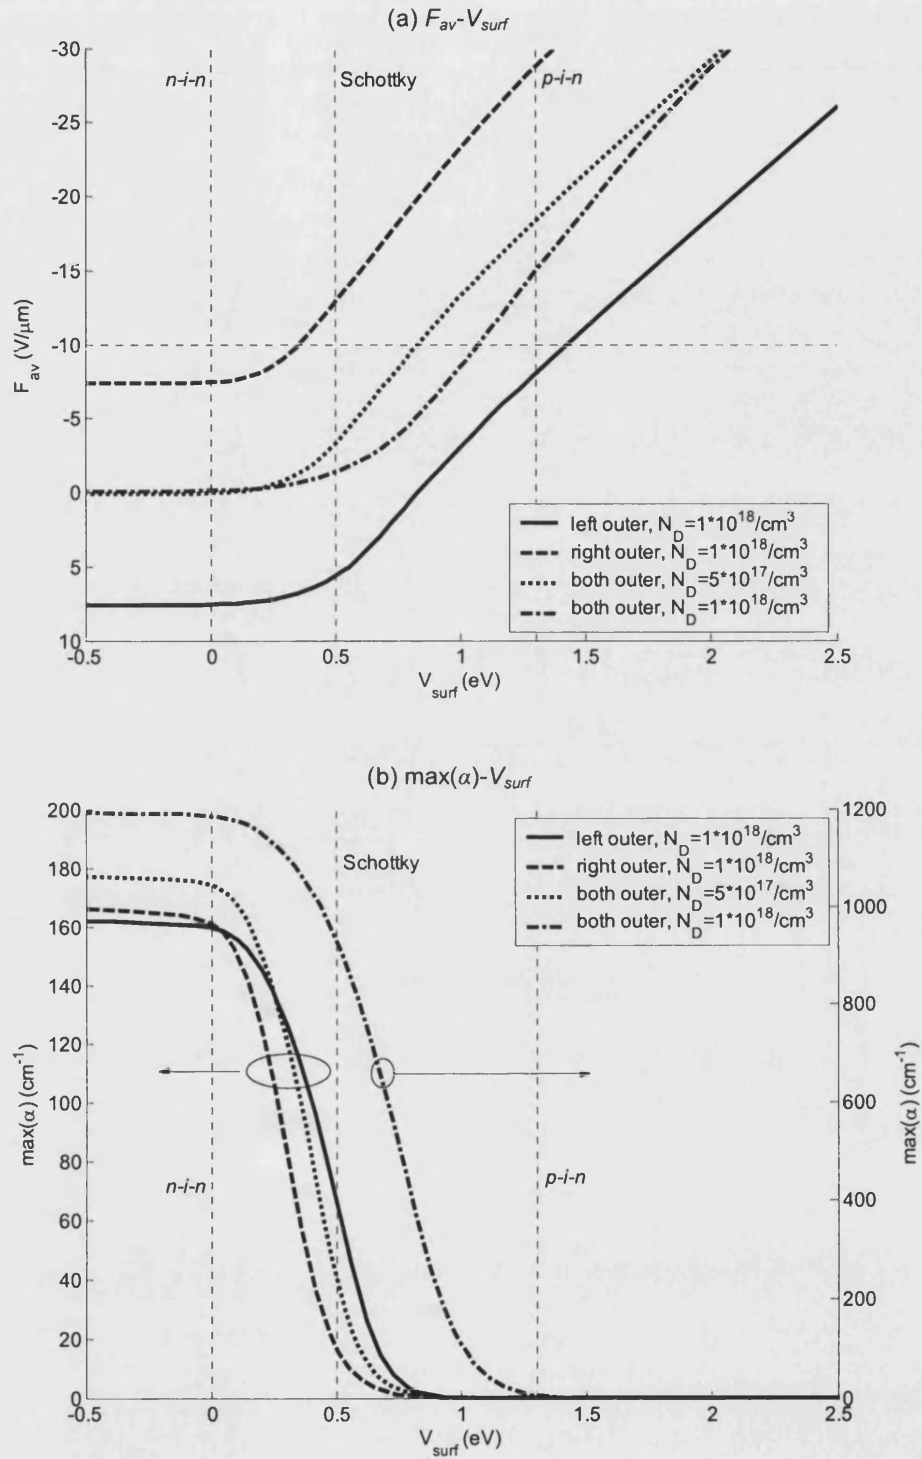 (a) F_av-V_surf
-30
-25
-20
-15
-10
-5
0
5
10
F_av (V/μm)
n-i-n
Schottky
p-i-n
left outer, N_D=1*10^18/cm^3
right outer, N_D=1*10^18/cm^3
both outer, N_D=5*10^17/cm^3
both outer, N_D=1*10^18/cm^3
-0.5 0 0.5 1 1.5 2 2.5
V_surf (eV)
(b) max(α)-V_surf
200
180
160
140
120
100
80
60
40
20
0
max(α) (cm^-1)
Schottky
n-i-n
p-i-n
left outer, N_D=1*10^18/cm^3
right outer, N_D=1*10^18/cm^3
both outer, N_D=5*10^17/cm^3
both outer, N_D=1*10^18/cm^3
1200
1000
800
600
400
200
0
max(α) (cm^-1)
-0.5 0 0.5 1 1.5 2 2.5
V_surf (eV)